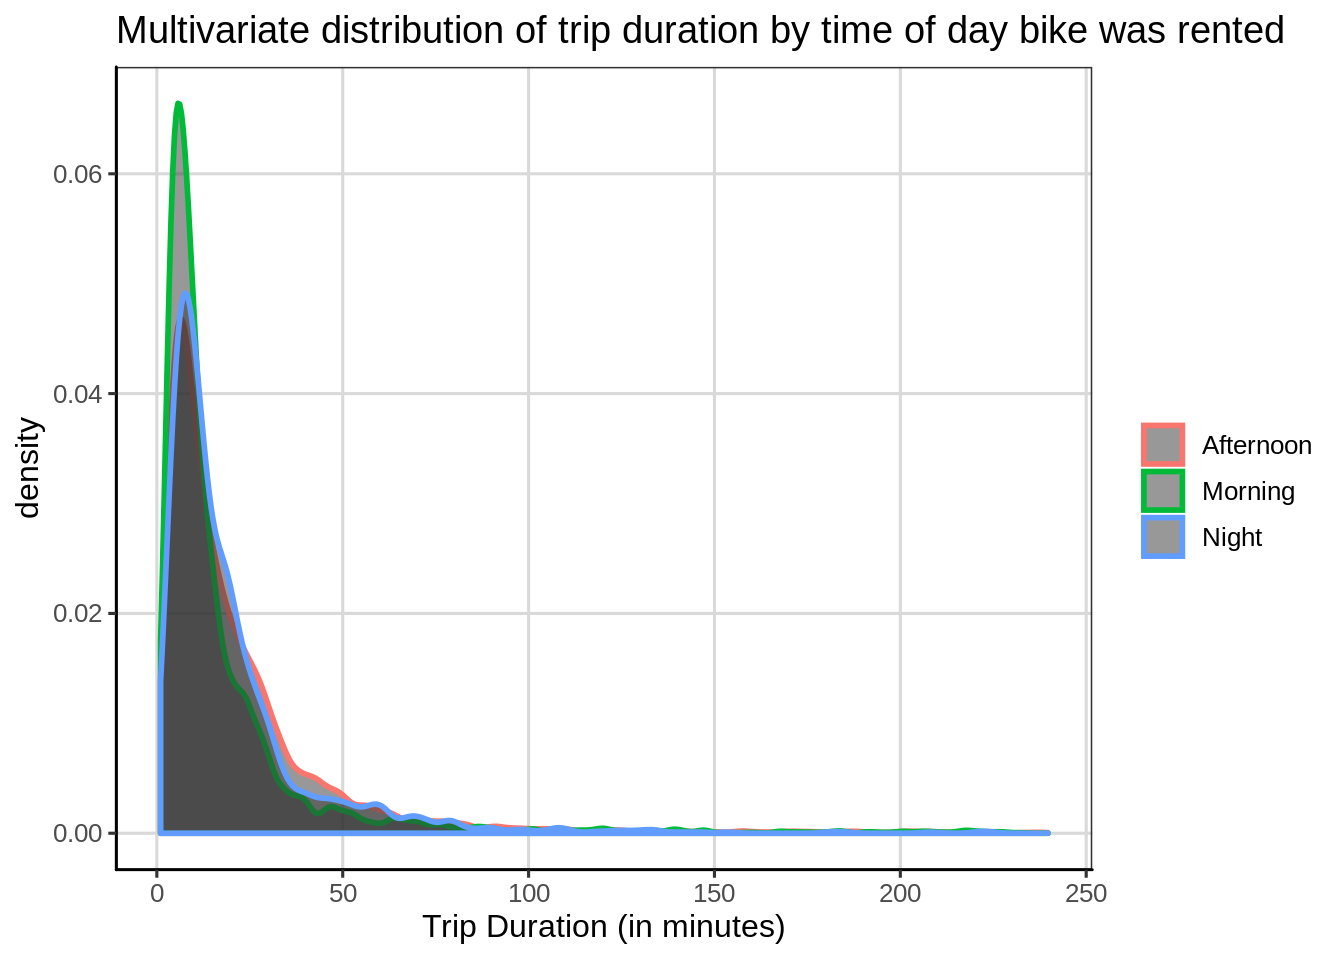 Multivariate distribution of trip duration by time of day bike was rented
0.06
0.04
0.02
0.00
density
0 50 100 150 200 250
Trip Duration (in minutes)
Afternoon
Morning
Night